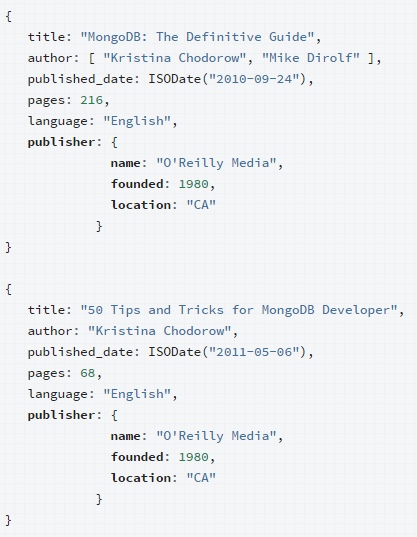 {
title: "MongoDB: The Definitive Guide",
author: [ "Kristina Chodorow", "Mike Dirolf" ],
published_date: ISODate("2010-09-24"),
pages: 216,
language: "English",
publisher: {
name: "O'Reilly Media",
founded: 1980,
location: "CA"
}
}
{
title: "50 Tips and Tricks for MongoDB Developer",
author: "Kristina Chodorow",
published_date: ISODate("2011-05-06"),
pages: 68,
language: "English",
publisher: {
name: "O'Reilly Media",
founded: 1980,
location: "CA"
}
}